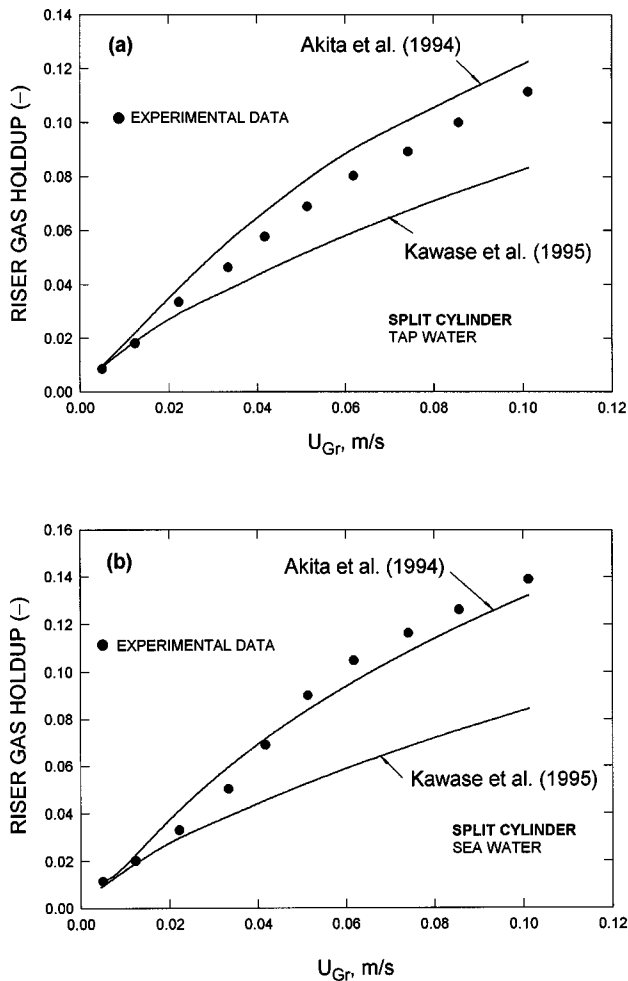 0.14
(a)
Akita et al. (1994)
0.12
EXPERIMENTAL DATA
0.10
0.08
0.06
Kawase et al. (1995)
0.04
SPLIT CYLINDER
TAP WATER
0.02
0.00
RISER GAS HOLDUP (−)
0.00 0.02 0.04 0.06 0.08 0.10 0.12
U_Gr, m/s
0.16
(b)
Akita et al. (1994)
0.14
0.12
EXPERIMENTAL DATA
0.10
0.08
0.06
Kawase et al. (1995)
0.04
SPLIT CYLINDER
SEA WATER
0.02
0.00
RISER GAS HOLDUP (−)
0.00 0.02 0.04 0.06 0.08 0.10 0.12
U_Gr, m/s